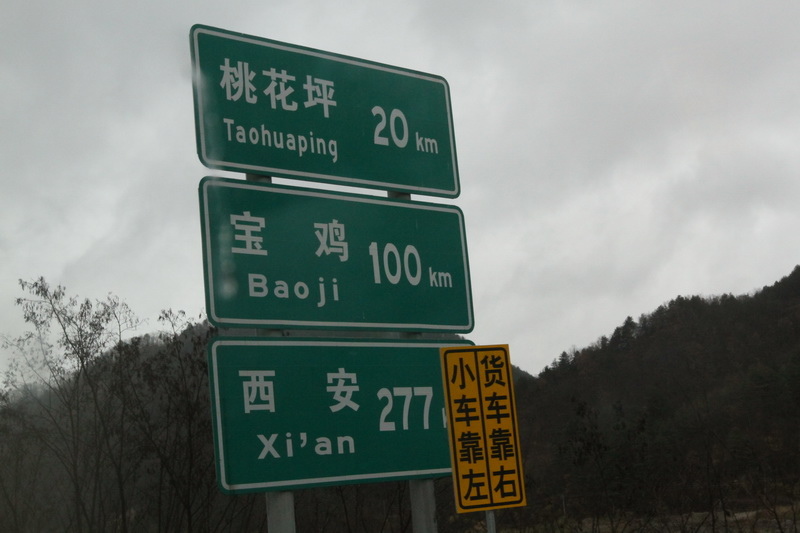 桃花坪 20 km
Taohuaping
宝鸡 100 km
Baoji
西安 277
Xi'an
小车靠左
货车靠右